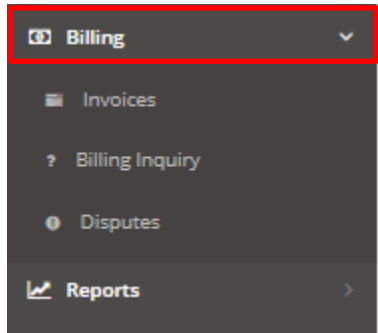 Billing
Invoices
Billing Inquiry
Disputes
Reports